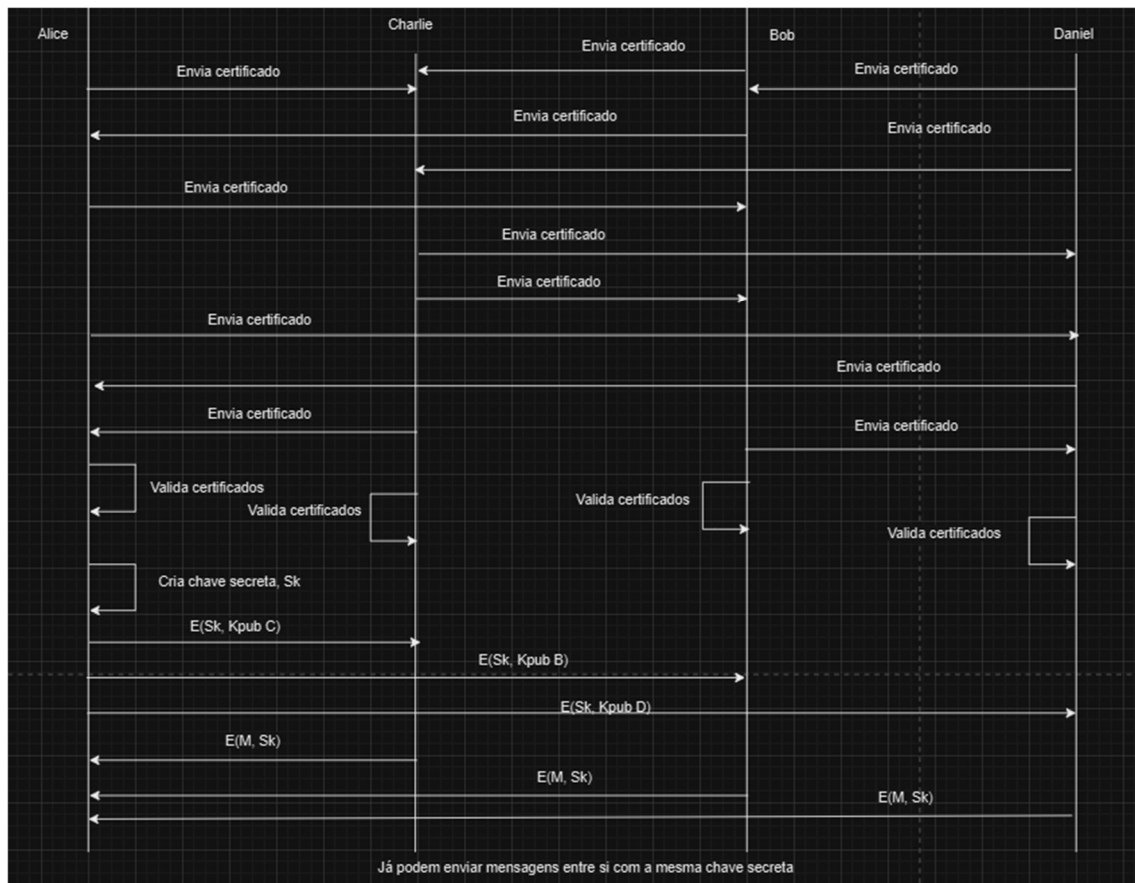 Alice
Charlie
Bob
Daniel
Envia certificado
Envia certificado
Envia certificado
Envia certificado
Envia certificado
Envia certificado
Envia certificado
Envia certificado
Envia certificado
Envia certificado
Envia certificado
Envia certificado
Valida certificados
Valida certificados
Valida certificados
Valida certificados
Cria chave secreta, Sk
E(Sk, Kpub C)
E(Sk, Kpub B)
E(Sk, Kpub D)
E(M, Sk)
E(M, Sk)
E(M, Sk)
Já podem enviar mensagens entre si com a mesma chave secreta